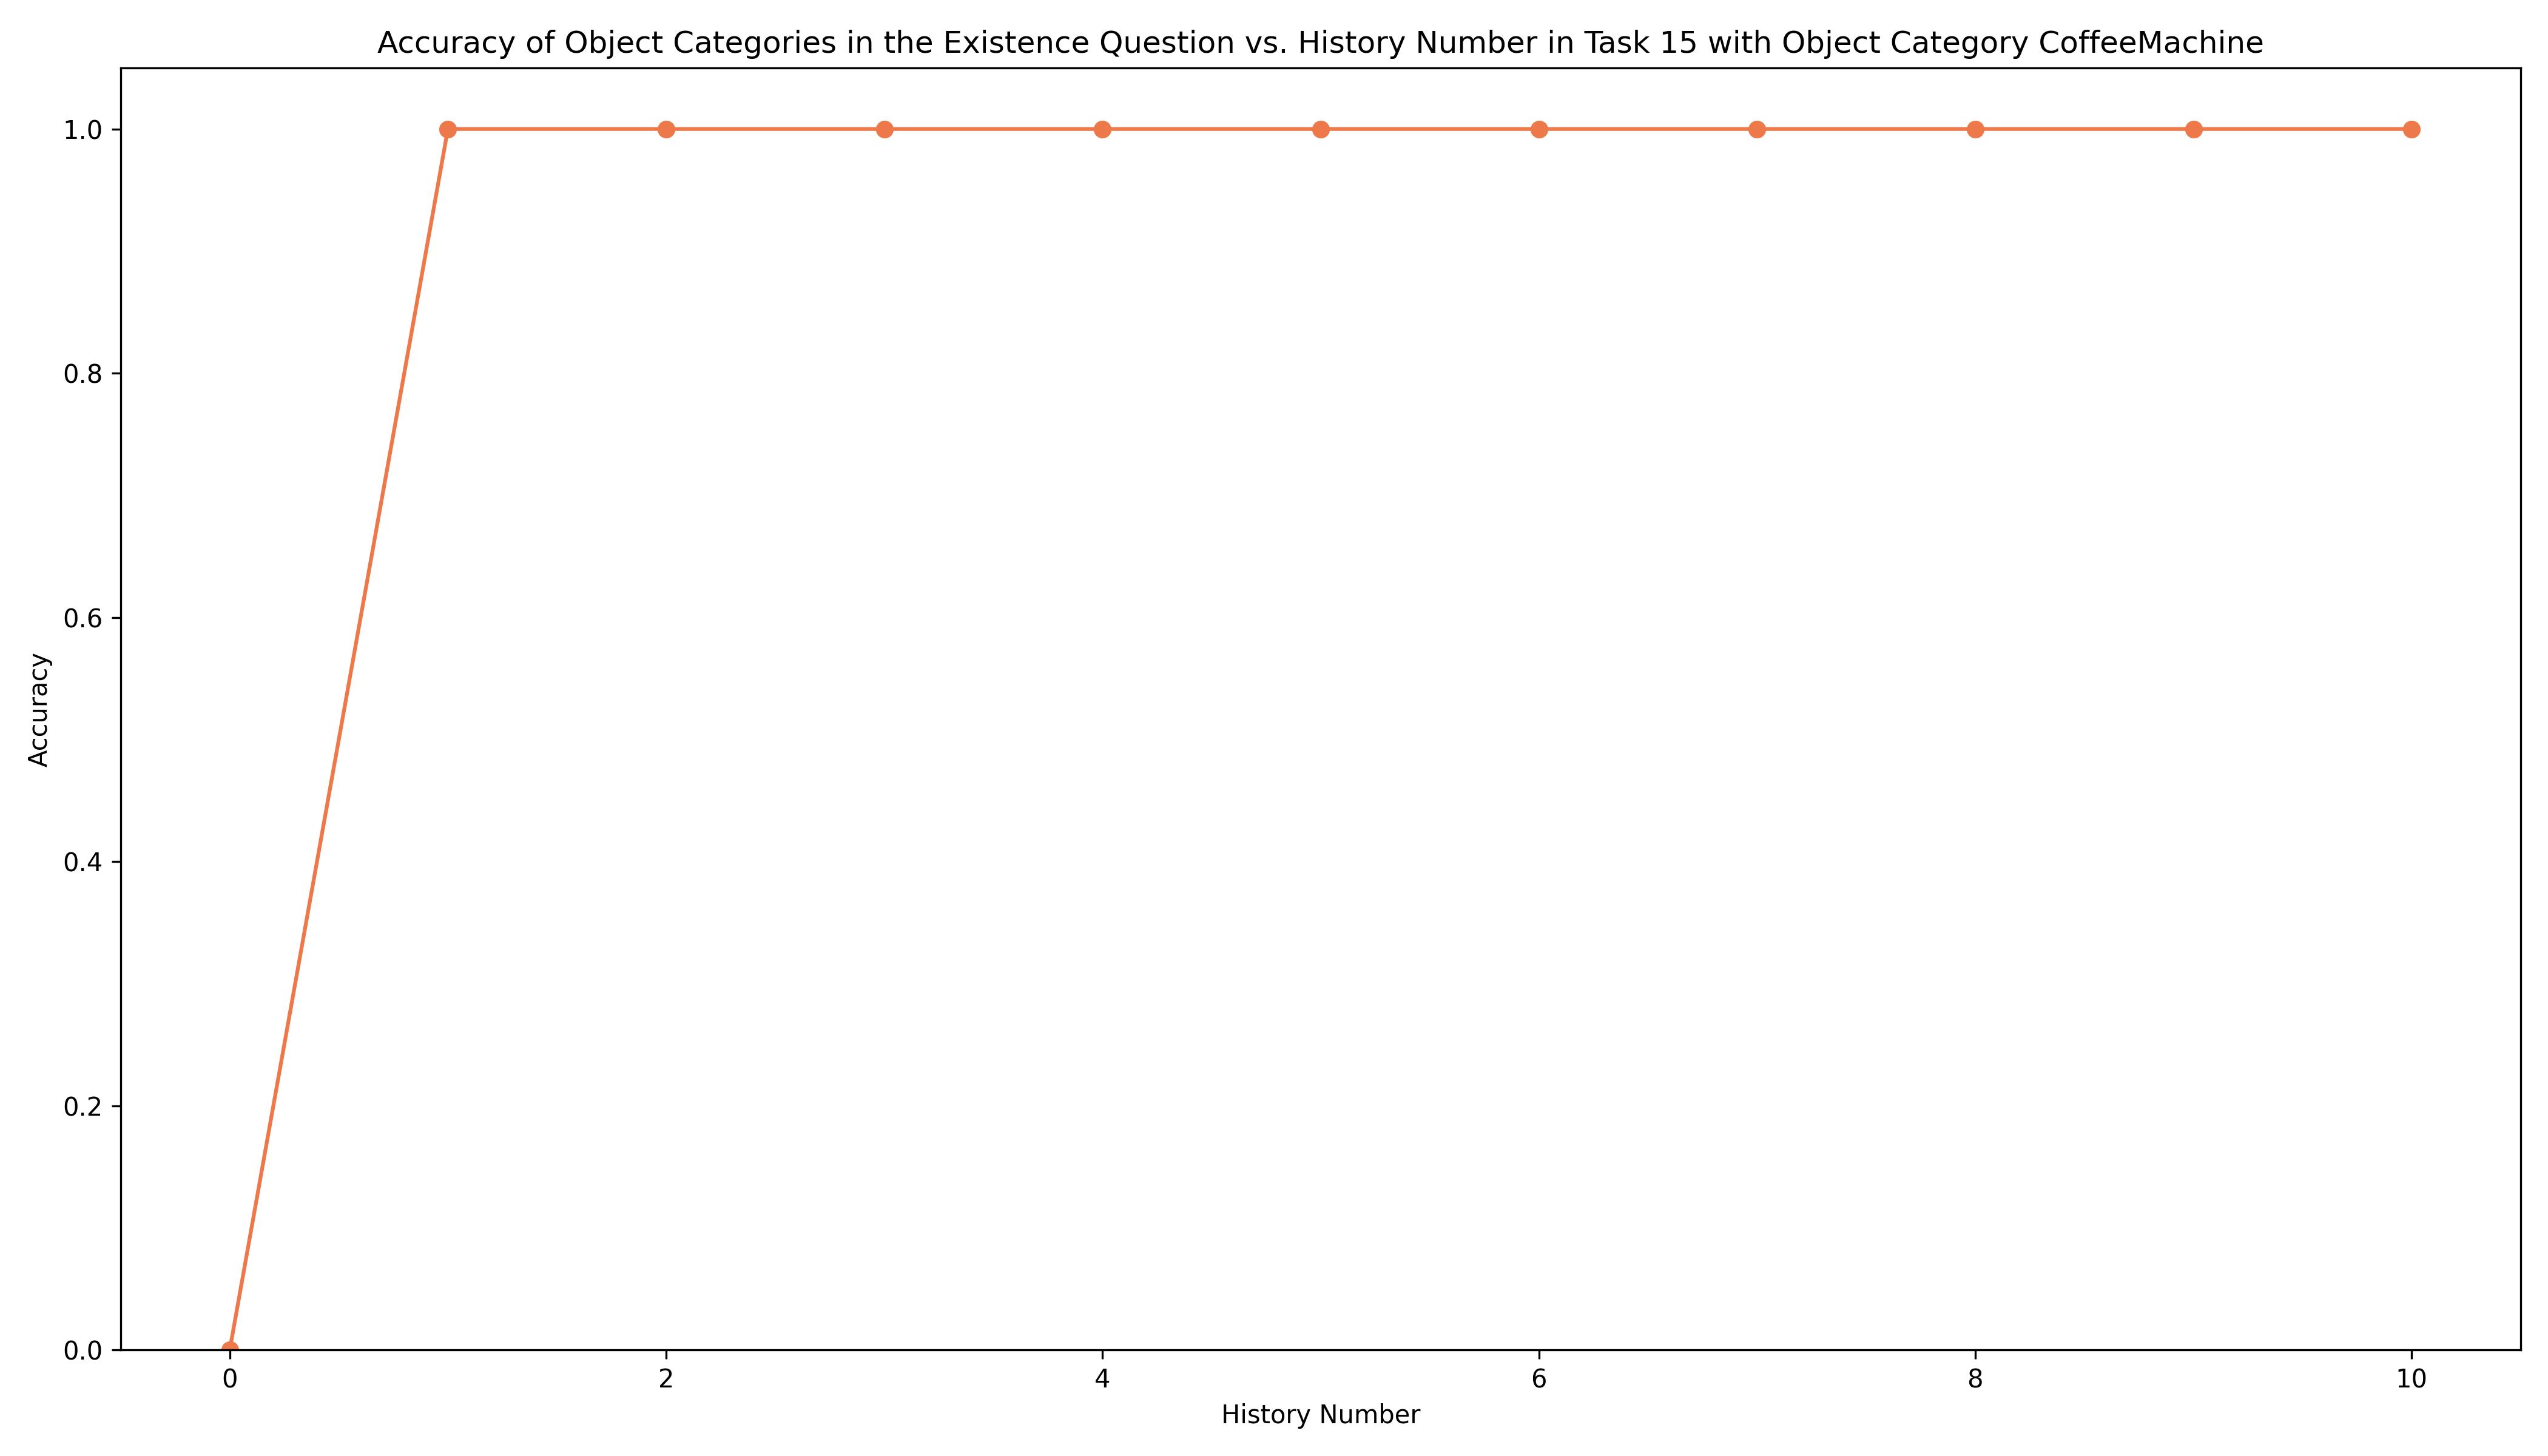 Accuracy of Object Categories in the Existence Question vs. History Number in Task 15 with Object Category CoffeeMachine
1.0
0.8
0.6
0.4
0.2
0.0
Accuracy
0 2 4 6 8 10
History Number